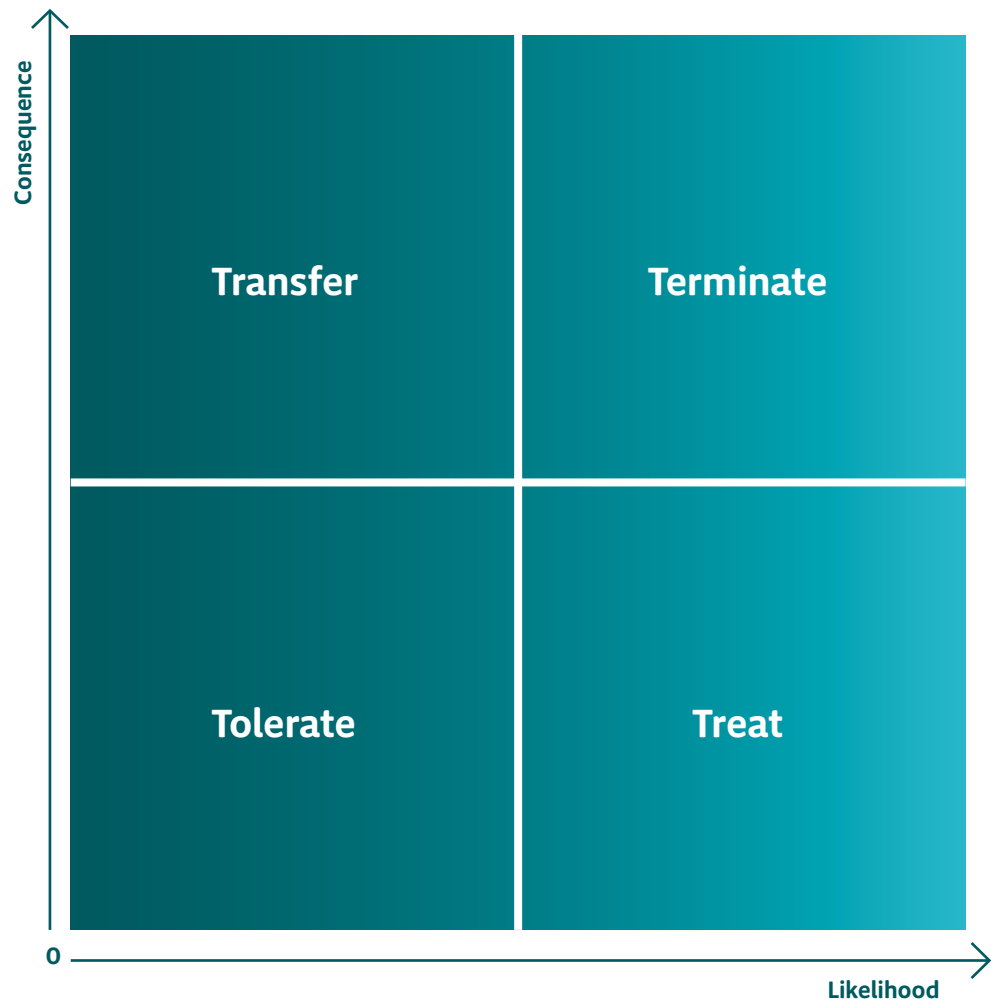 Consequence
Transfer
Terminate
Tolerate
Treat
0
Likelihood